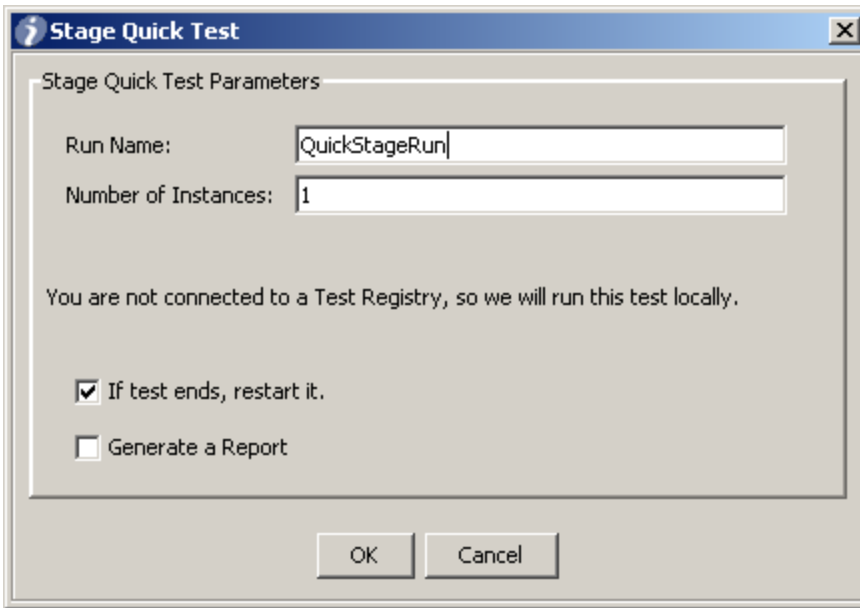 Stage Quick Test
Stage Quick Test Parameters
Run Name: QuickStageRun
Number of Instances: 1
You are not connected to a Test Registry, so we will run this test locally.
If test ends, restart it.
Generate a Report
OK Cancel